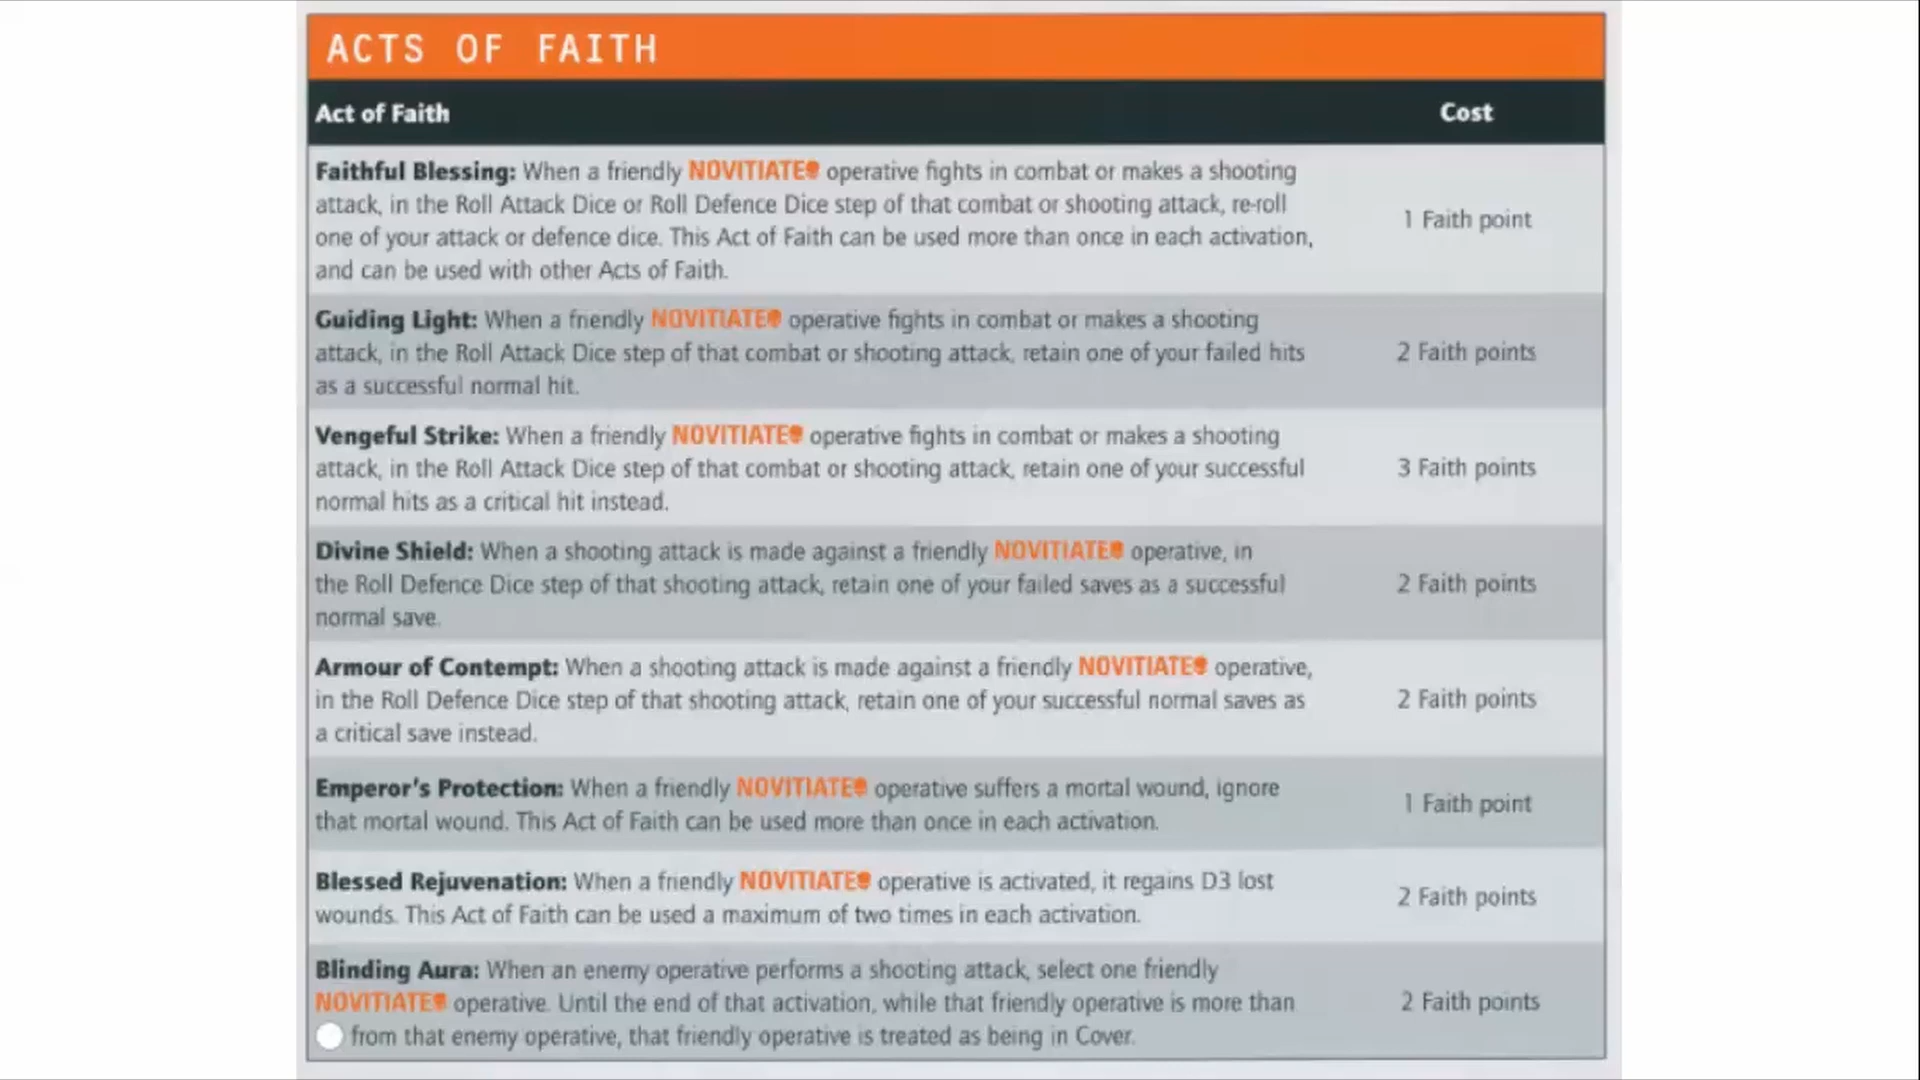 ACTS OF FAITH
Act of Faith
Cost
Faithful Blessing: When a friendly NOVITIATE operative fights in combat or makes a shooting
attack, in the Roll Attack Dice or Roll Defence Dice step of that combat or shooting attack, re-roll
one of your attack or defence dice. This Act of Faith can be used more than once in each activation,
and can be used with other Acts of Faith.
1 Faith point
Guiding Light: When a friendly NOVITIATE operative fights in combat or makes a shooting
attack, in the Roll Attack Dice step of that combat or shooting attack, retain one of your failed hits
as a successful normal hit.
2 Faith points
Vengeful Strike: When a friendly NOVITIATE operative fights in combat or makes a shooting
attack, in the Roll Attack Dice step of that combat or shooting attack, retain one of your successful
normal hits as a critical hit instead.
3 Faith points
Divine Shield: When a shooting attack is made against a friendly NOVITIATE operative, in
the Roll Defence Dice step of that shooting attack, retain one of your failed saves as a successful
normal save.
2 Faith points
Armour of Contempt: When a shooting attack is made against a friendly NOVITIATE operative,
in the Roll Defence Dice step of that shooting attack, retain one of your successful normal saves as
a critical save instead.
2 Faith points
Emperor's Protection: When a friendly NOVITIATE operative suffers a mortal wound, ignore
that mortal wound. This Act of Faith can be used more than once in each activation.
1 Faith point
Blessed Rejuvenation: When a friendly NOVITIATE operative is activated, it regains D3 lost
wounds. This Act of Faith can be used a maximum of two times in each activation.
2 Faith points
Blinding Aura: When an enemy operative performs a shooting attack, select one friendly
NOVITIATE operative. Until the end of that activation, while that friendly operative is more than
from that enemy operative, that friendly operative is treated as being in Cover.
2 Faith points